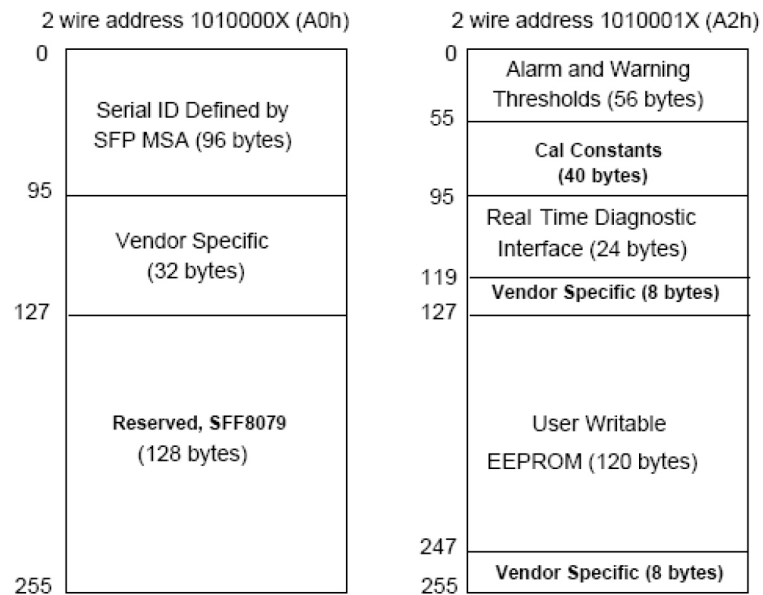 2 wire address 1010000X (A0h)
0
Serial ID Defined by
SFP MSA (96 bytes)
95
Vendor Specific
(32 bytes)
127
Reserved, SFF8079
(128 bytes)
255
2 wire address 1010001X (A2h)
0
Alarm and Warning
Thresholds (56 bytes)
55
Cal Constants
(40 bytes)
95
Real Time Diagnostic
Interface (24 bytes)
119
Vendor Specific (8 bytes)
127
User Writable
EEPROM (120 bytes)
247
Vendor Specific (8 bytes)
255